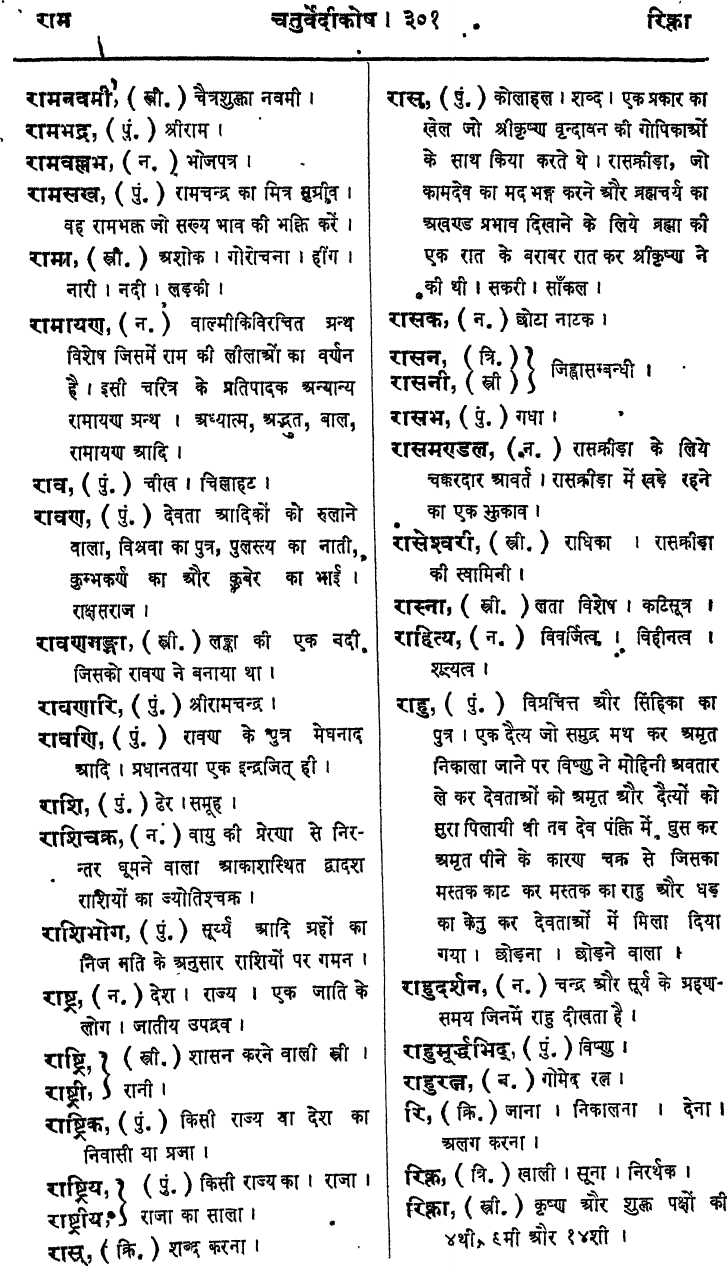 राम
चतुर्वेदीकोष । ३०१
रिक्ता
रामनवमी, ( स्त्री. ) चैत्रशुक्ला नवमी ।
रामभद्र, ( पुं. ) श्रीराम ।
रामवल्लभ, ( न. ) भोजपत्र ।
रामसख, ( पुं. ) रामचन्द्र का मित्र सुग्रीव ।
वह रामभक्त जो सख्य भाव की भक्ति करें ।
रामा, ( स्त्री. ) अशोक । गोरोचना । हींग ।
नारी । नदी । लड़की ।
रामायण, ( न. ) वाल्मीकिविरचित ग्रन्थ
विशेष जिसमें राम की लीलाओं का वर्णन
है । इसी चरित्र के प्रतिपादक अन्यान्य
रामायण ग्रन्थ । अध्यात्म, अद्भुत, बाल,
रामायण आदि ।
राव, ( पुं. ) चीख । चिल्लाहट ।
रावण, ( पुं. ) देवता आदिकों को रुलाने
वाला, विश्रवा का पुत्र, पुलस्त्य का नाती,
कुम्भकर्ण का और कुबेर का भाई ।
राक्षसराज ।
रावणगङ्गा, ( स्त्री. ) लङ्का की एक नदी
जिसको रावण ने बनाया था ।
रावणारि, ( पुं. ) श्रीरामचन्द्र ।
रावणि, ( पुं. ) रावण के पुत्र मेघनाद
आदि । प्रधानतया एक इन्द्रजित् ही ।
राशि, ( पुं. ) ढेर । समूह ।
राशिचक्र, ( न. ) वायु की प्रेरणा से निर-
न्तर घूमने वाला आकाशस्थित द्वादश
राशियों का ज्योतिश्चक्र ।
राशिभोग, ( पुं. ) सूर्य्य आदि ग्रहों का
निज गति के अनुसार राशियों पर गमन ।
राष्ट्र, ( न. ) देश । राज्य । एक जाति के
लोग । जातीय उपद्रव ।
राष्ट्रि, } ( स्त्री. ) शासन करने वाली स्त्री ।
राष्ट्री, } रानी ।
राष्ट्रिक, ( पुं. ) किसी राज्य वा देश का
निवासी या प्रजा ।
राष्ट्रिय, } ( पुं. ) किसी राज्य का । राजा ।
राष्ट्रीय, } राजा का साला ।
रास्, ( क्रि. ) शब्द करना ।
रास, ( पुं. ) कोलाहल । शब्द । एक प्रकार का
खेल जो श्रीकृष्ण वृन्दावन की गोपिकाओं
के साथ किया करते थे । रासक्रीड़ा, जो
कामदेव का मद भङ्ग करने और ब्रह्मचर्य का
अखण्ड प्रभाव दिखाने के लिये ब्रह्मा की
एक रात के बराबर रात कर श्रीकृष्ण ने
की थी । सकरी । साँकल ।
रासक, ( न. ) छोटा नाटक ।
रासन, ( त्रि. ) } जिह्वासम्बन्धी ।
रासनी, ( स्त्री ) }
रासभ, ( पुं. ) गधा ।
रासमण्डल, ( न. ) रासक्रीड़ा के लिये
चक्करदार आवर्त । रासक्रीड़ा में खड़े रहने
का एक झुकाव ।
रासेश्वरी, ( स्त्री. ) राधिका । रासक्रीड़ा
की स्वामिनी ।
रास्ना, ( स्त्री. ) लता विशेष । कटिसूत्र ।
राहित्य, ( न. ) विवर्जित्व । विहीनत्व ।
शून्यत्व ।
राहु, ( पुं. ) विप्रचित्त और सिंहिका का
पुत्र । एक दैत्य जो समुद्र मथ कर अमृत
निकाला जाने पर विष्णु ने मोहिनी अवतार
ले कर देवताओं को अमृत और दैत्यों को
सुरा पिलायी थी तब देव पंक्ति में घुस कर
अमृत पीने के कारण चक्र से जिसका
मस्तक काट कर मस्तक का राहु और धड़
का केतु कर देवताओं में मिला दिया
गया । छोड़ना । छोड़ने वाला ।
राहुदर्शन, ( न. ) चन्द्र और सूर्य के ग्रहण-
समय जिनमें राहु दीखता है ।
राहुमूर्द्धभिद्, ( पुं. ) विष्णु ।
राहुरत्न, ( न. ) गोमेद रत्न ।
रि, ( क्रि. ) जाना । निकालना । देना ।
अलग करना ।
रिक्त, ( त्रि. ) खाली । सूना । निरर्थक ।
रिक्ता, ( स्त्री. ) कृष्ण और शुक्ल पक्षों की
४थी, ६मी और १४शी ।